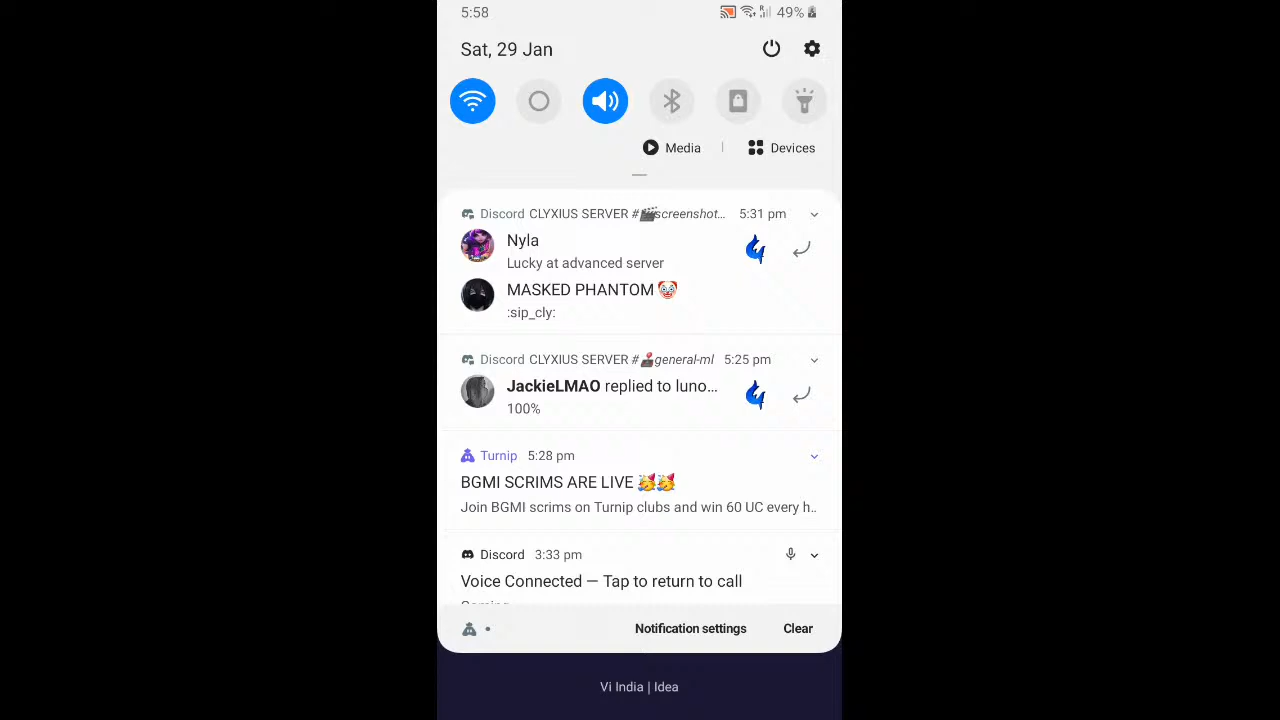 5:58 49%
Sat, 29 Jan
Media | Devices
Discord CLYXIUS SERVER #🎬screenshot... 5:31 pm
Nyla
Lucky at advanced server
MASKED PHANTOM 🤡
:sip_cly:
Discord CLYXIUS SERVER #🕹️general-ml 5:25 pm
JackieLMAO replied to luno...
100%
Turnip 5:28 pm
BGMI SCRIMS ARE LIVE 🥳🥳
Join BGMI scrims on Turnip clubs and win 60 UC every h..
Discord 3:33 pm
Voice Connected — Tap to return to call
Notification settings Clear
Vi India | Idea